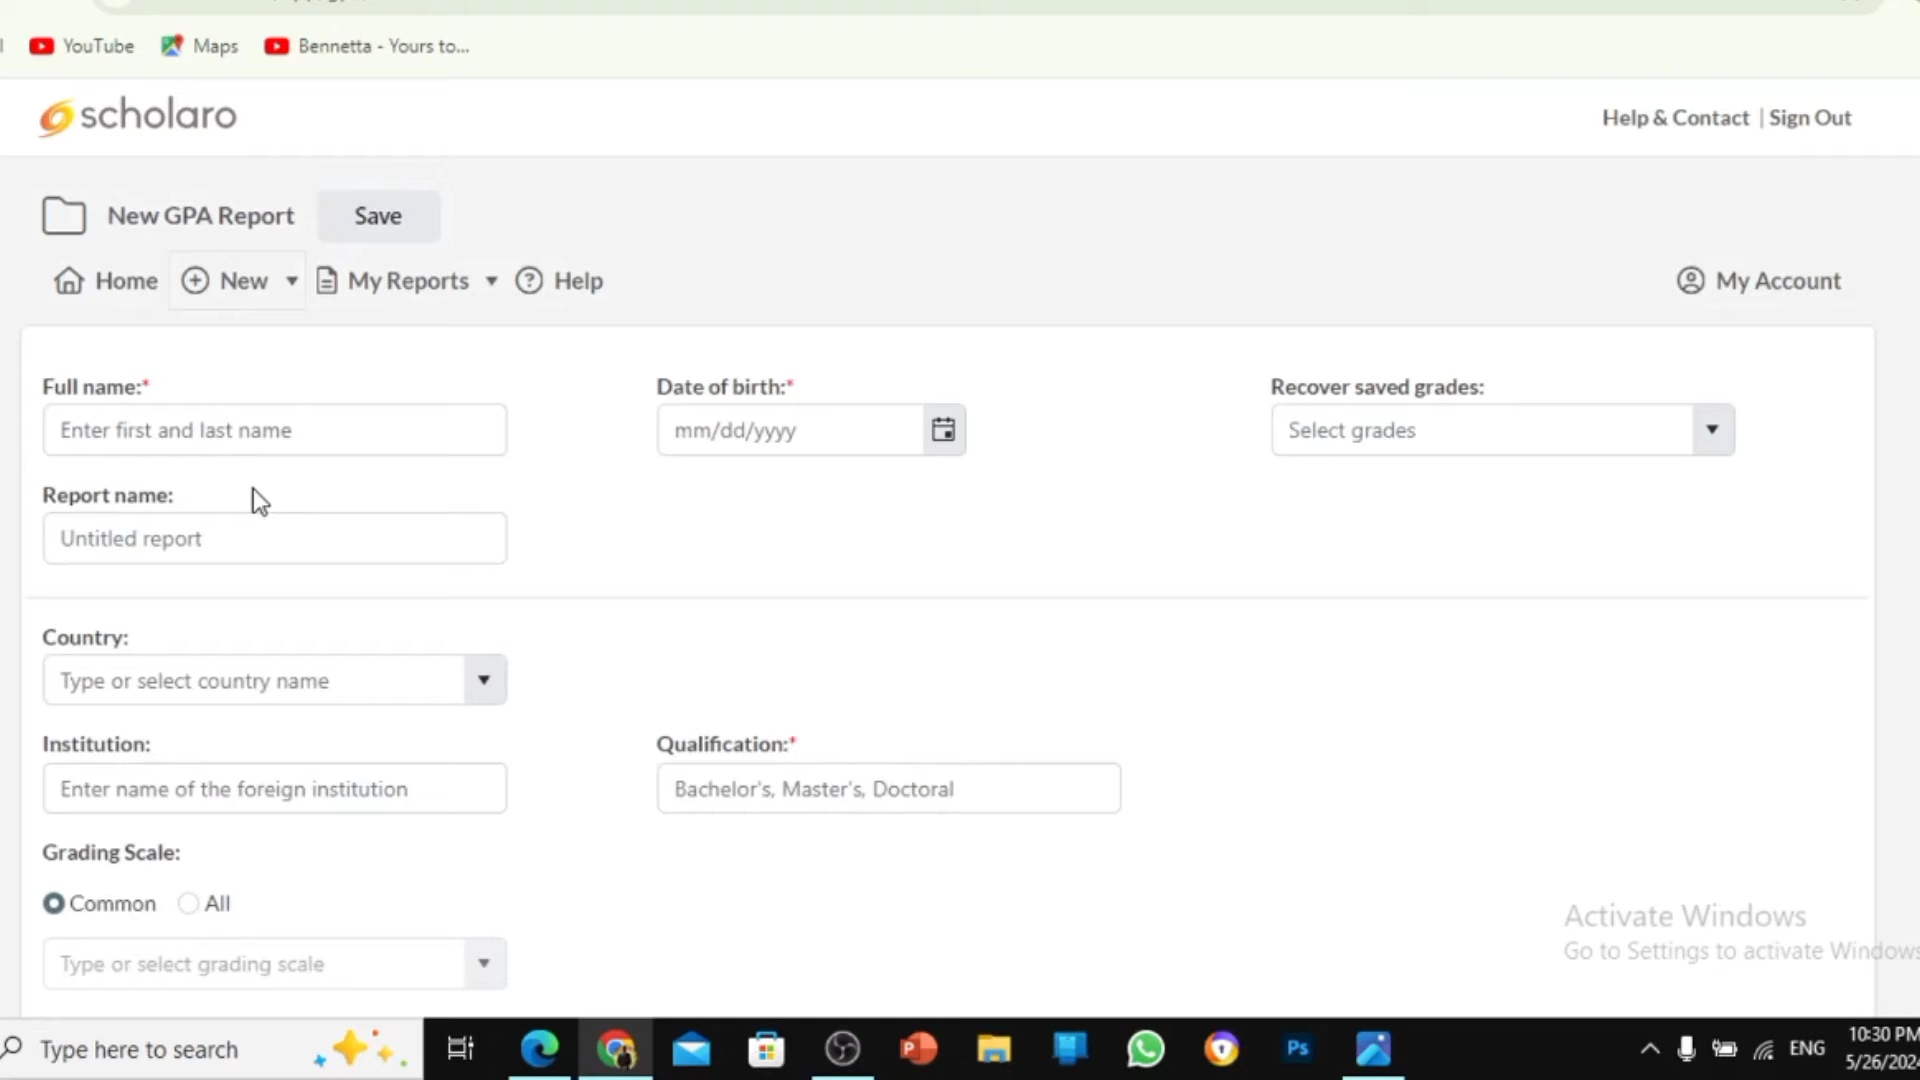 YouTube Maps Bennetta - Yours to...
scholaro Help & Contact | Sign Out
New GPA Report Save
Home New My Reports Help My Account
Full name:* Date of birth:* Recover saved grades:
Enter first and last name mm/dd/yyyy Select grades
Report name:
Untitled report
Country:
Type or select country name
Institution: Qualification:*
Enter name of the foreign institution Bachelor's, Master's, Doctoral
Grading Scale:
Common All
Type or select grading scale
Activate Windows
Go to Settings to activate Windows
Type here to search Ps ENG 10:30 PM
5/26/202